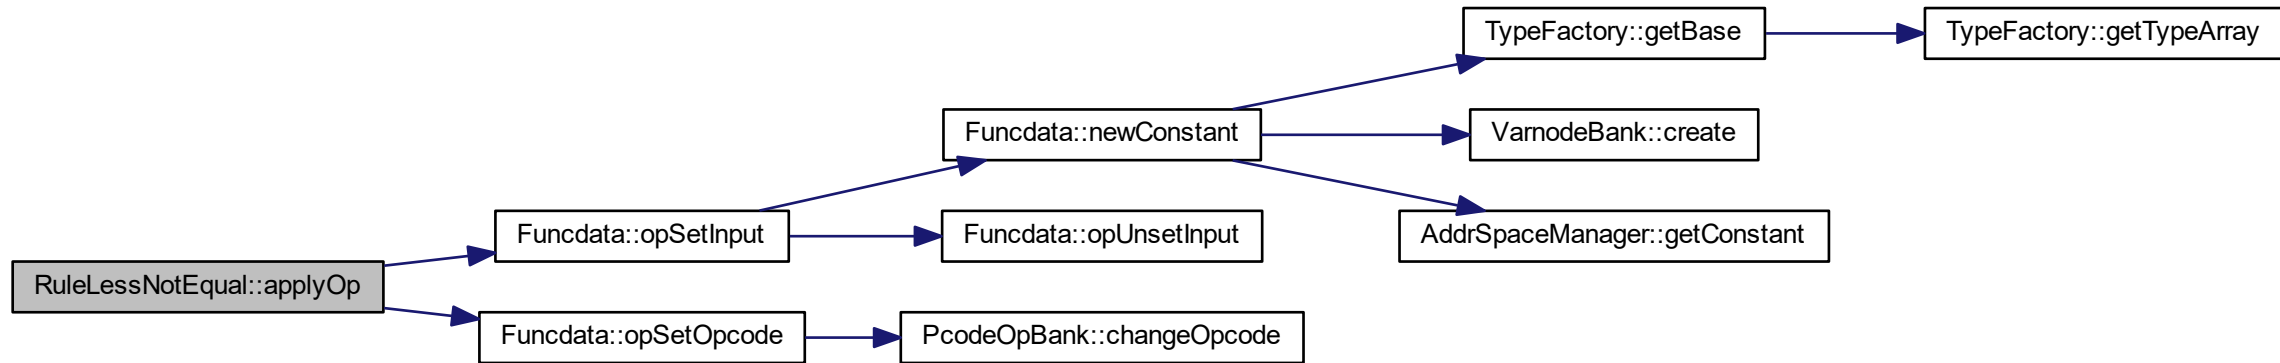 TypeFactory::getBase
TypeFactory::getTypeArray
Funcdata::newConstant
VarnodeBank::create
Funcdata::opSetInput
Funcdata::opUnsetInput
AddrSpaceManager::getConstant
RuleLessNotEqual::applyOp
Funcdata::opSetOpcode
PcodeOpBank::changeOpcode